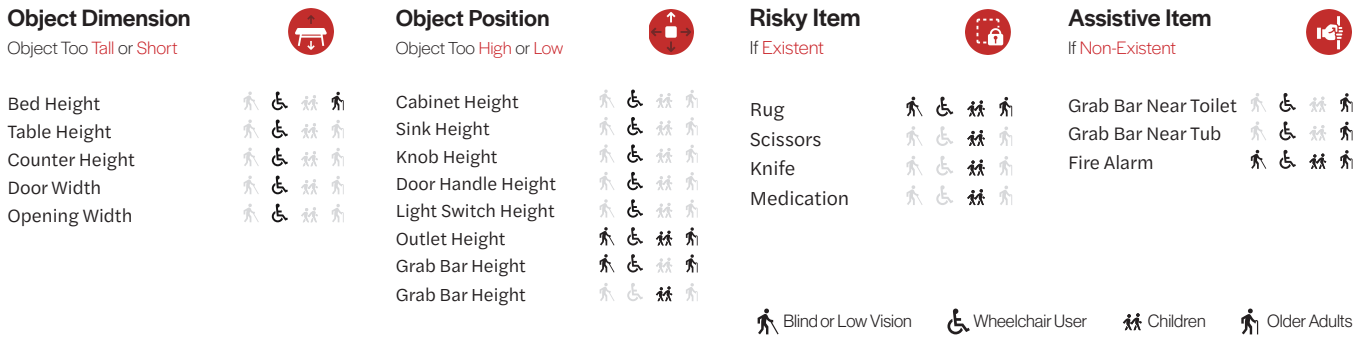 Object Dimension
Object Too Tall or Short
Bed Height
Table Height
Counter Height
Door Width
Opening Width
Object Position
Object Too High or Low
Cabinet Height
Sink Height
Knob Height
Door Handle Height
Light Switch Height
Outlet Height
Grab Bar Height
Grab Bar Height
Risky Item
If Existent
Rug
Scissors
Knife
Medication
Assistive Item
If Non-Existent
Grab Bar Near Toilet
Grab Bar Near Tub
Fire Alarm
Blind or Low Vision
Wheelchair User
Children
Older Adults